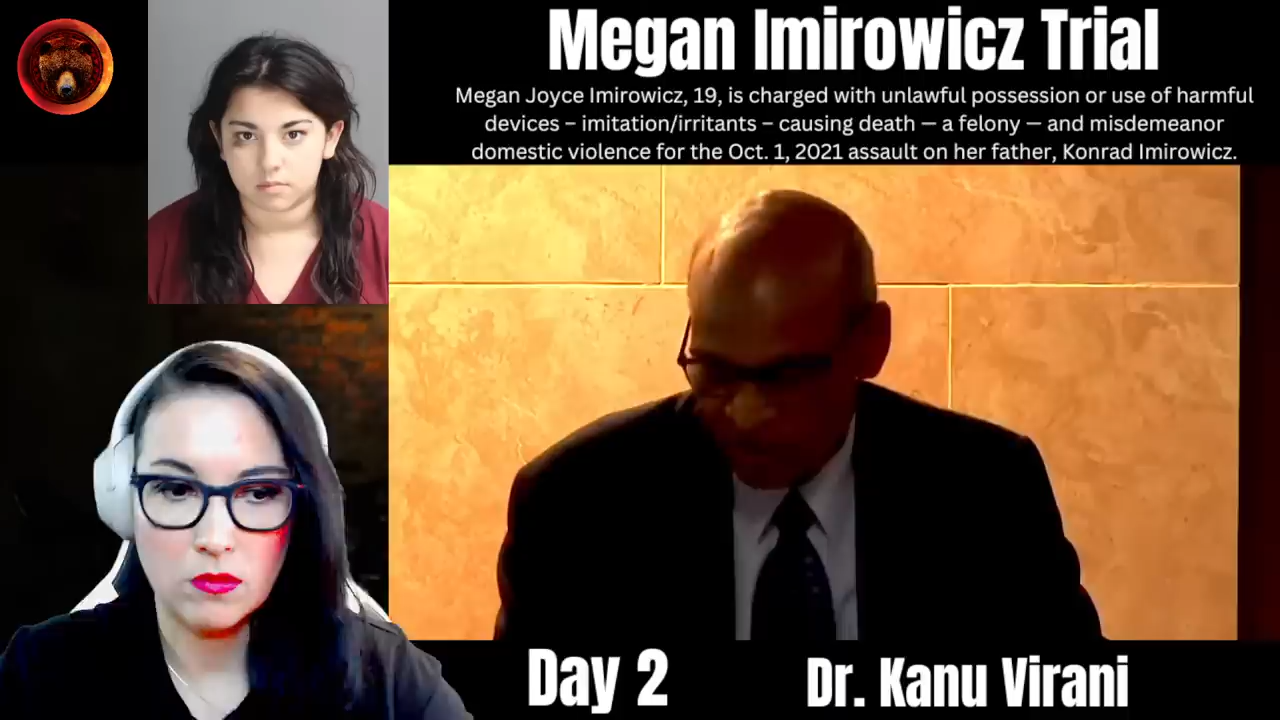 Megan Imirowicz Trial
Megan Joyce Imirowicz, 19, is charged with unlawful possession or use of harmful
devices – imitation/irritants – causing death — a felony — and misdemeanor
domestic violence for the Oct. 1, 2021 assault on her father, Konrad Imirowicz.
Day 2
Dr. Kanu Virani